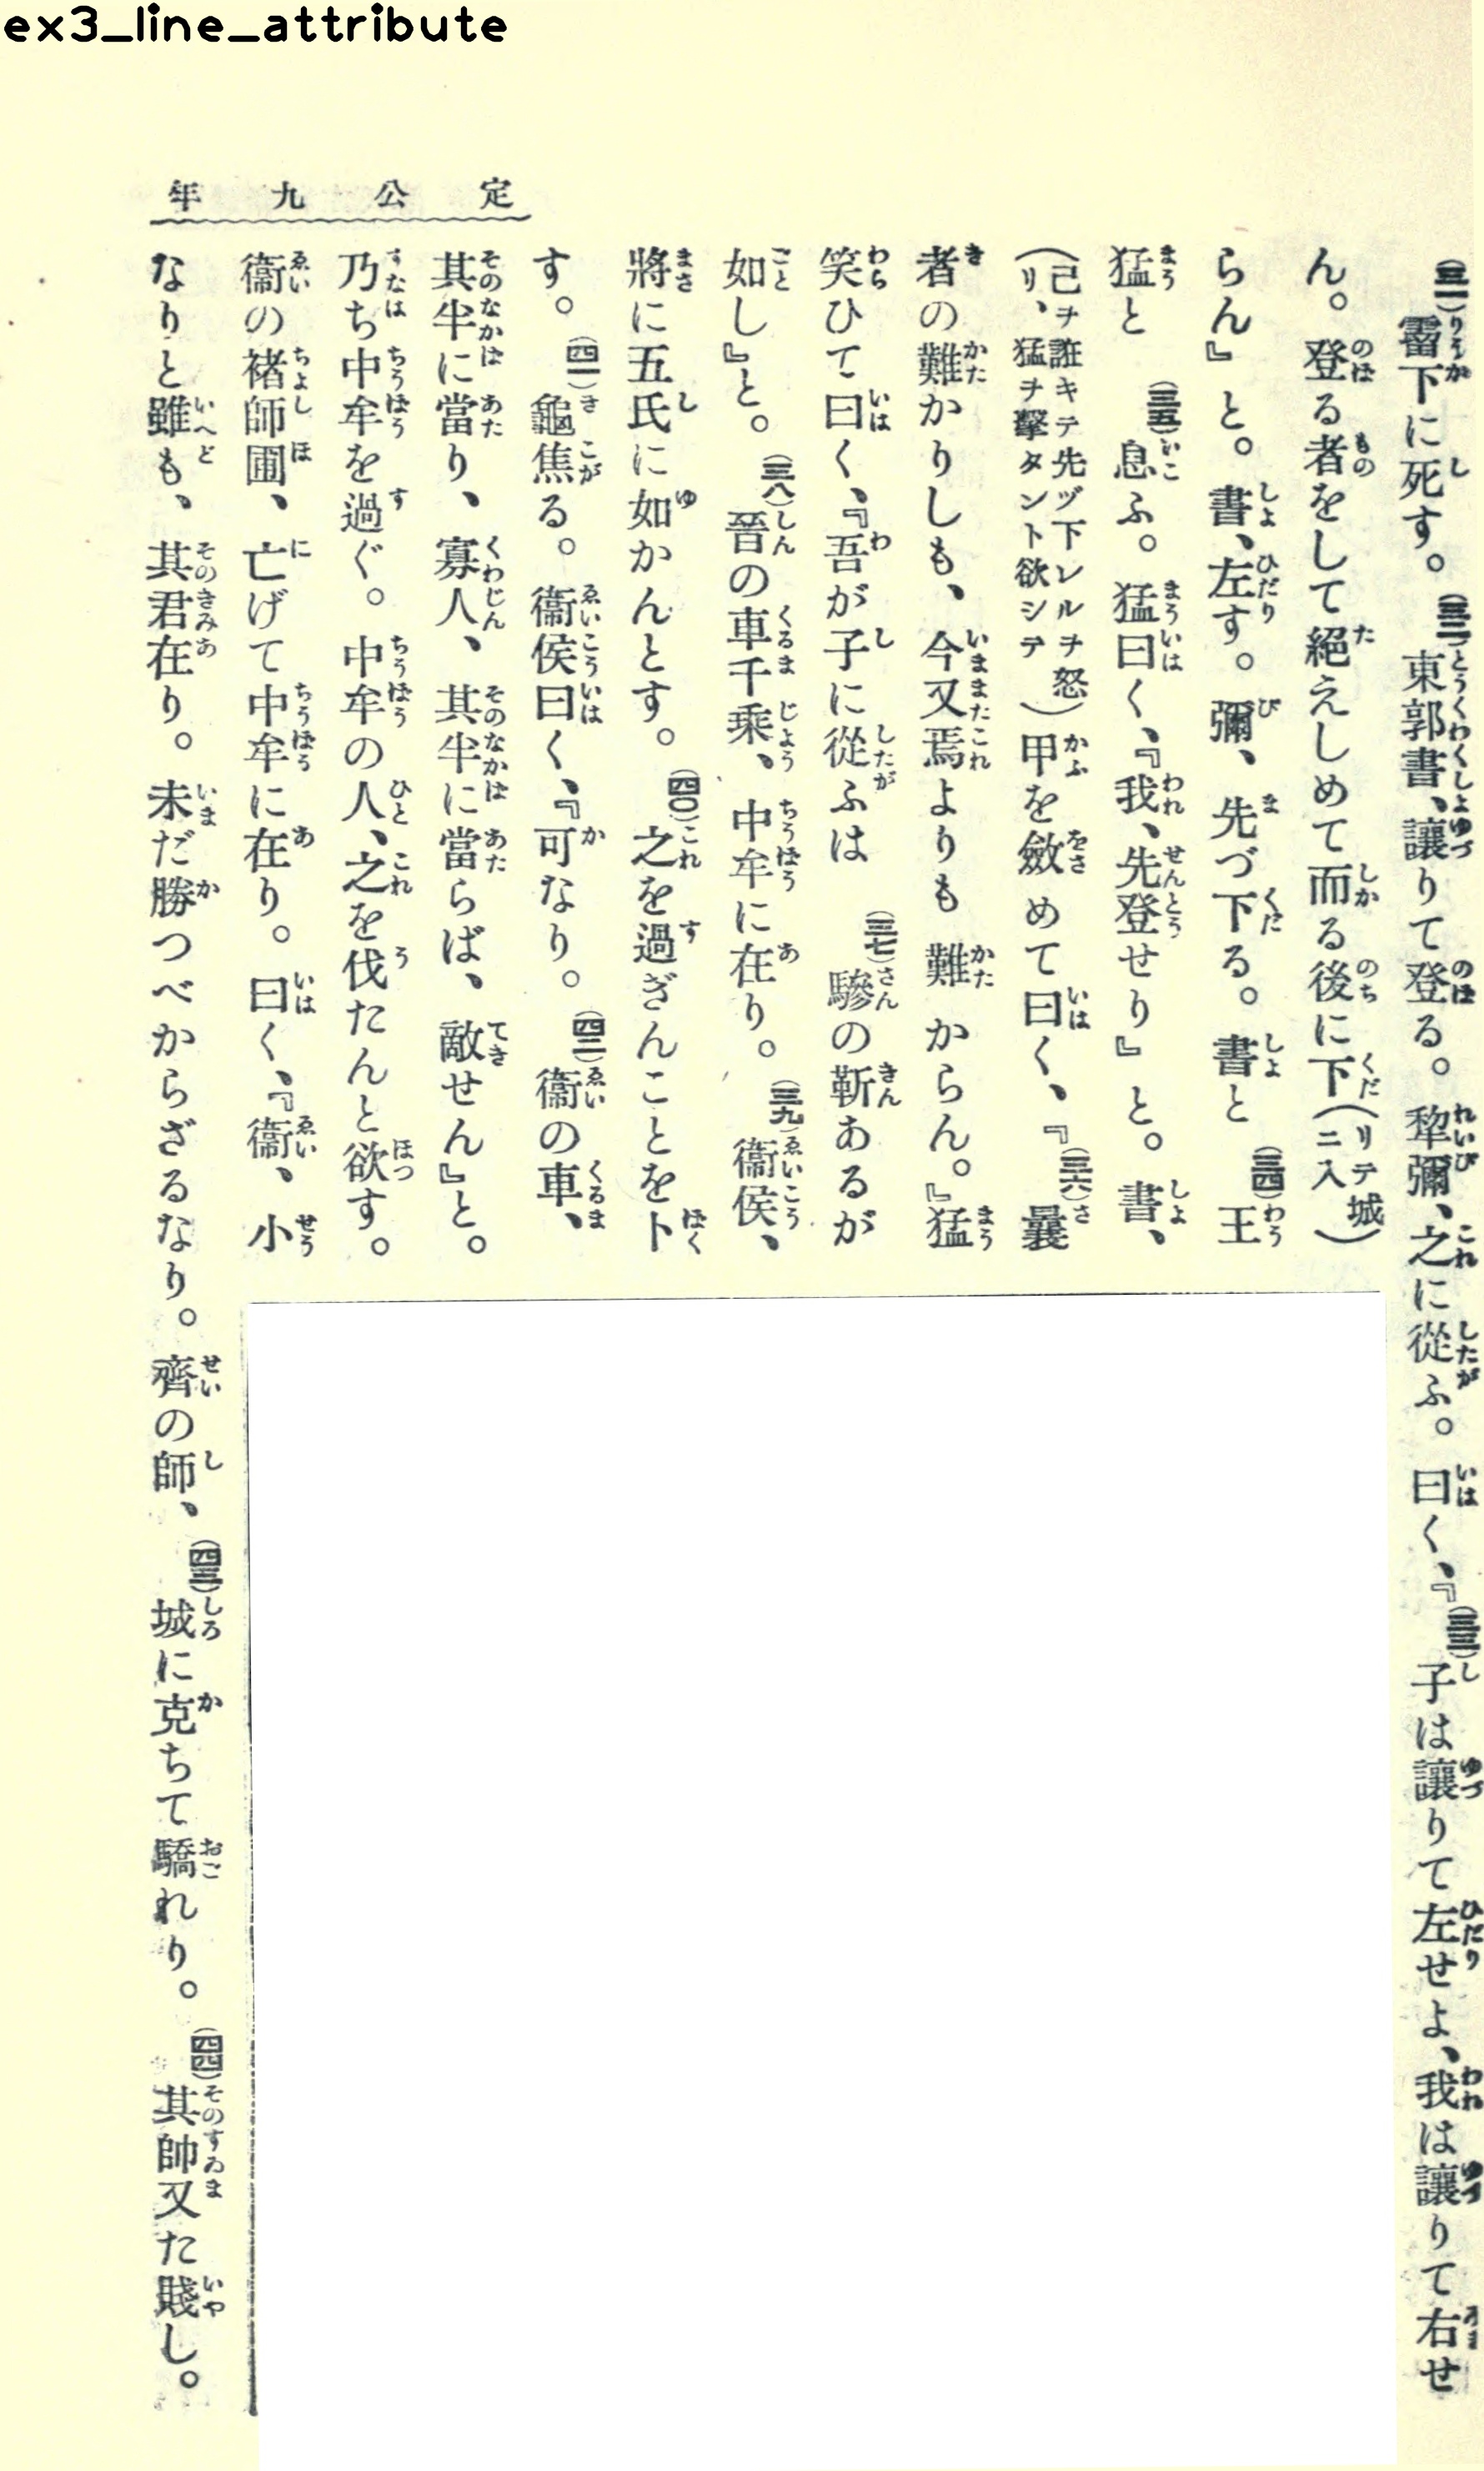 ex3_line_attribute
定公九年
(三一)霤下に死す。(三二)東郭書、讓りて登る。犂彌、之に從ふ。曰く、『(三三)子は讓りて左せよ、我は讓りて右せ
ん。登る者をして絕えしめて而る後に下(リテ城ニ入)
らん』と。書、左す。彌、先づ下る。書と(三四)王
猛と(三五)息ふ。猛曰く、『我、先登せり』と。書、
(己ヲ誑キテ先ヅ下レルヲ怒リ、猛ヲ擊タント欲シテ)甲を斂めて曰く、『(三六)曩
者の難かりしも、今又焉よりも難からん。』猛
笑ひて曰く、『吾が子に從ふは(三七)驂の靳あるが
如し』と。(三八)晉の車千乘、中牟に在り。(三九)衞侯、
將に五氏に如かんとす。(四〇)之を過ぎんことを卜
す。(四一)龜焦る。衞侯曰く、『可なり。(四二)衞の車、
其半に當り、寡人、其半に當らば、敵せん』と。
乃ち中牟を過ぐ。中牟の人、之を伐たんと欲す。
衞の褚師圃、亡げて中牟に在り。曰く、『衞、小
なりと雖も、其君在り。未だ勝つべからざるなり。齊の師、(四三)城に克ちて驕れり。(四四)其帥又た賤し。